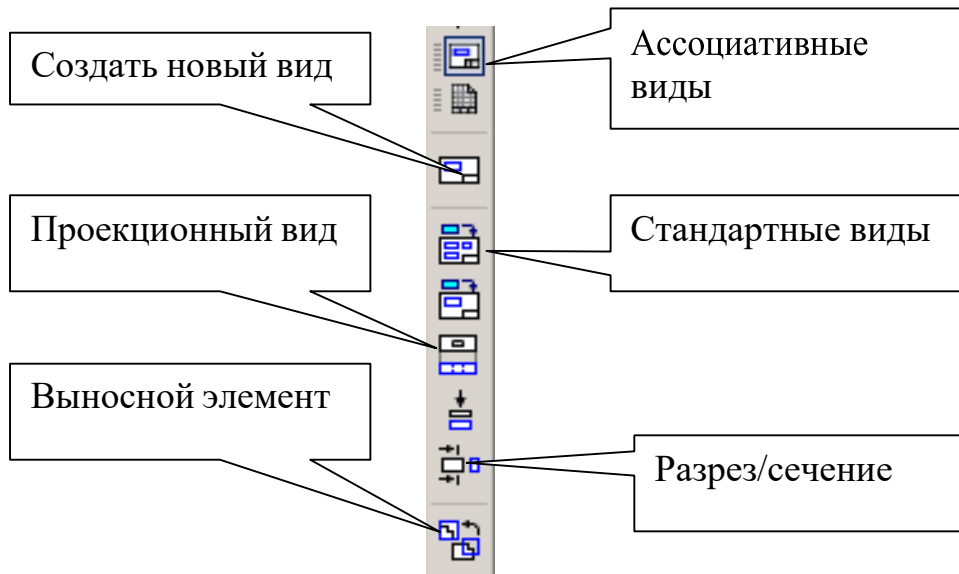 Создать новый вид
Ассоциативные
виды
Проекционный вид
Стандартные виды
Выносной элемент
Разрез/сечение